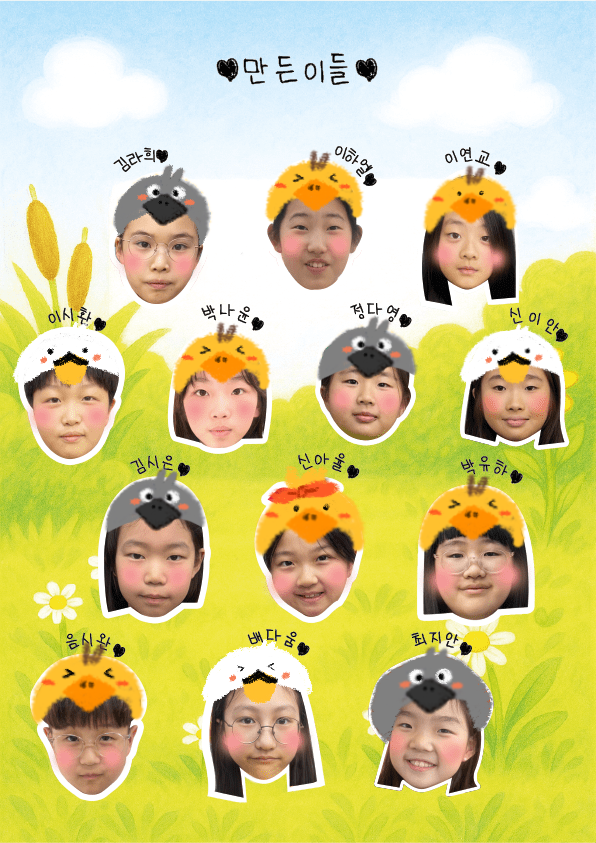 ♥만든이들♥
김라희♥
이하엘♥
이연교♥
이시환♥
박나윤♥
정다영♥
신이안♥
김시은♥
신아율♥
박유하♥
음시완♥
배다움♥
최지안♥